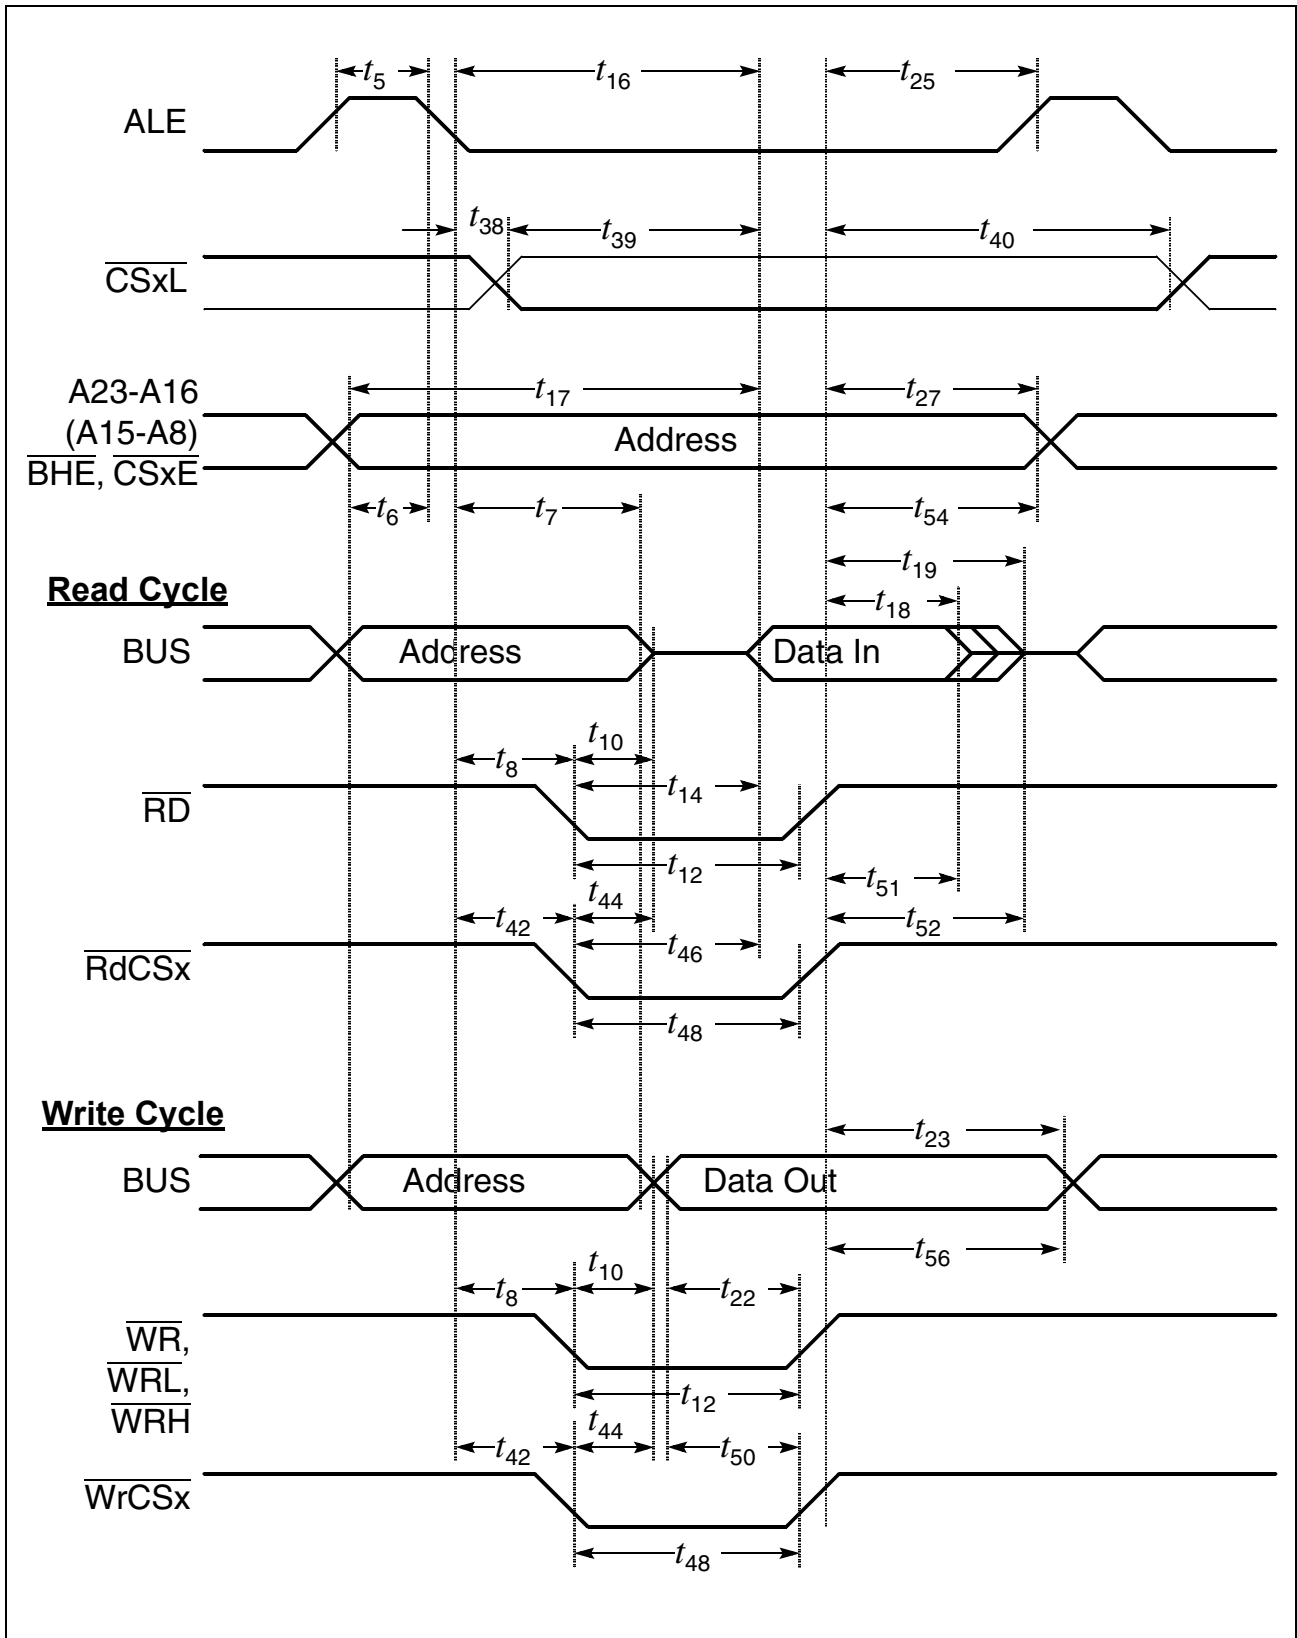 t5 t16 t25
ALE
t38 t39 t40
CSxL
A23-A16 t17 t27
(A15-A8) Address
BHE, CSxE
t6 t7 t54
t19
Read Cycle t18
BUS Address Data In
t10
t8 t14
RD
t12
t51
t44
t42 t46 t52
RdCSx
t48
Write Cycle
t23
BUS Address Data Out
t10 t56
t8 t22
WR,
WRL, t12
WRH t44
t42 t50
WrCSx
t48